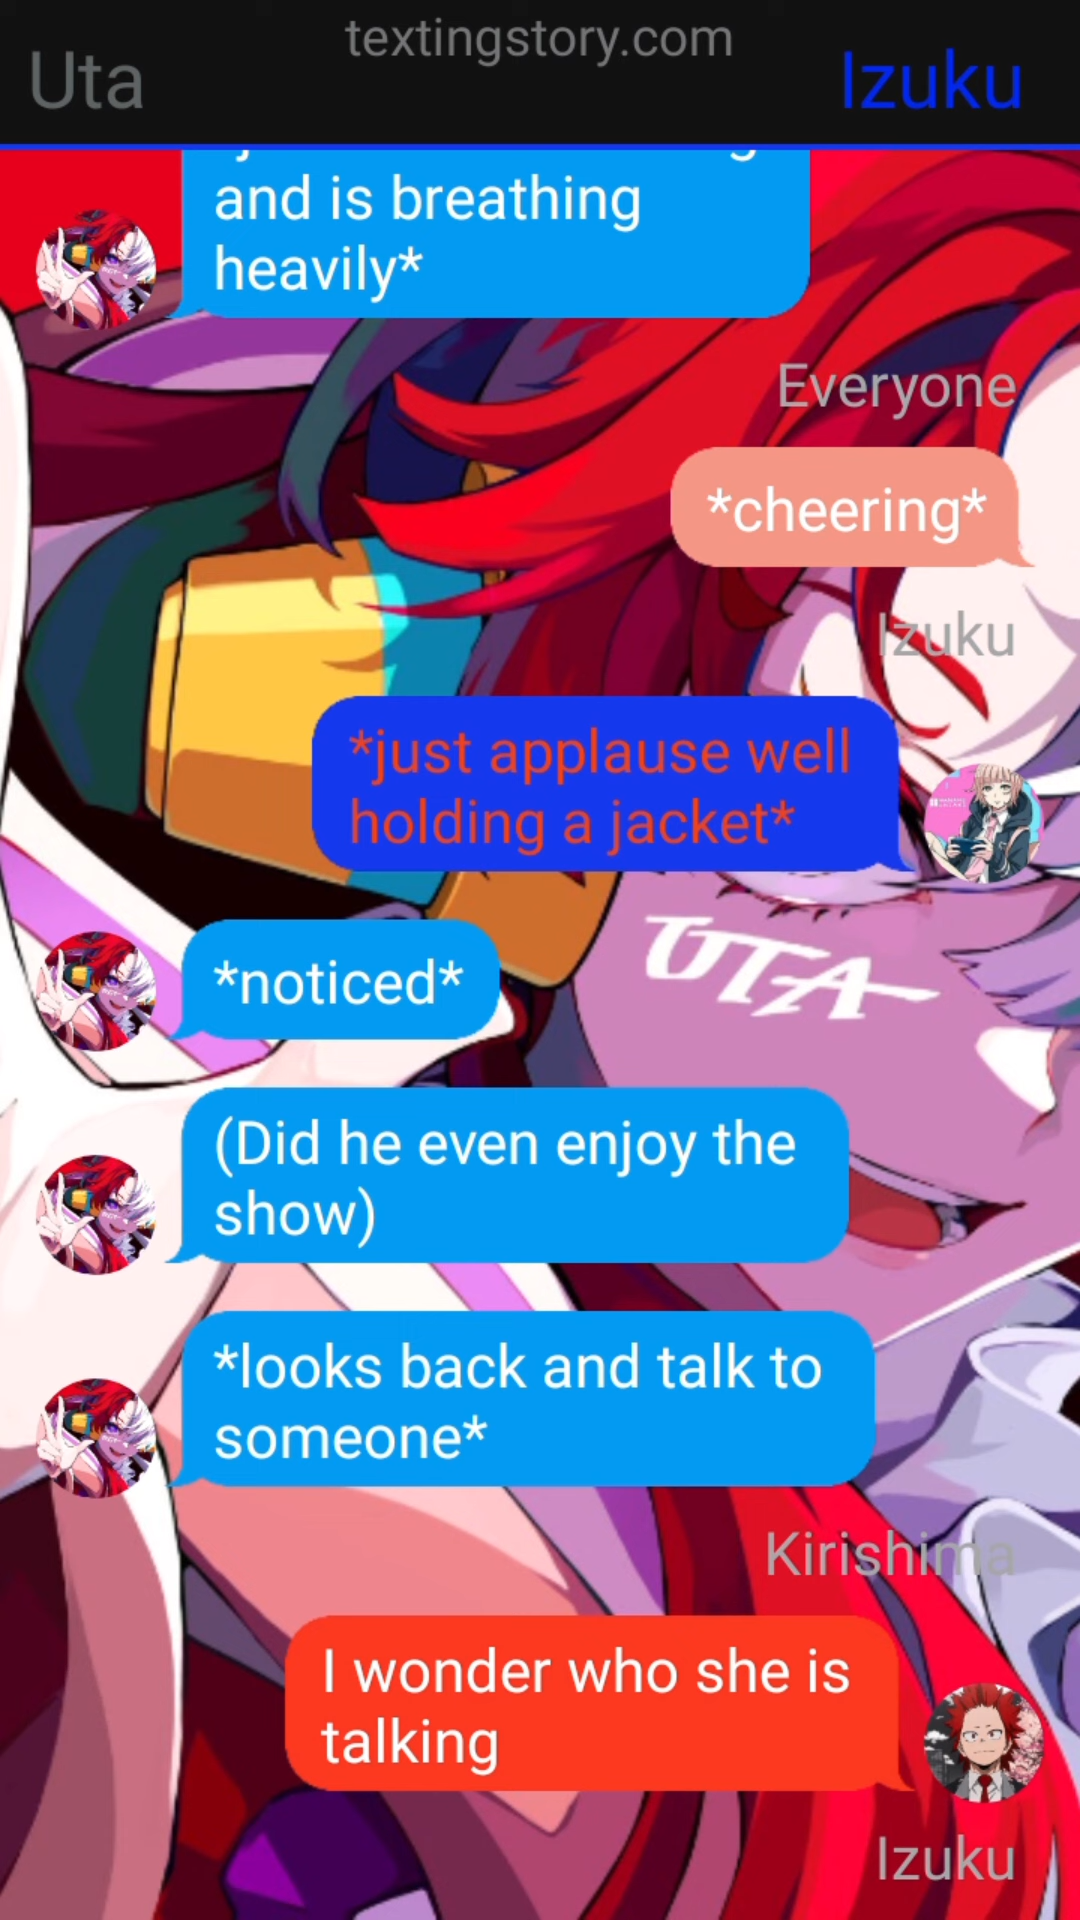 textingstory.com
Uta
Izuku
and is breathing
heavily*
Everyone
*cheering*
Izuku
*just applause well
holding a jacket*
*noticed*
UTA
(Did he even enjoy the
show)
*looks back and talk to
someone*
Kirishima
I wonder who she is
talking
Izuku